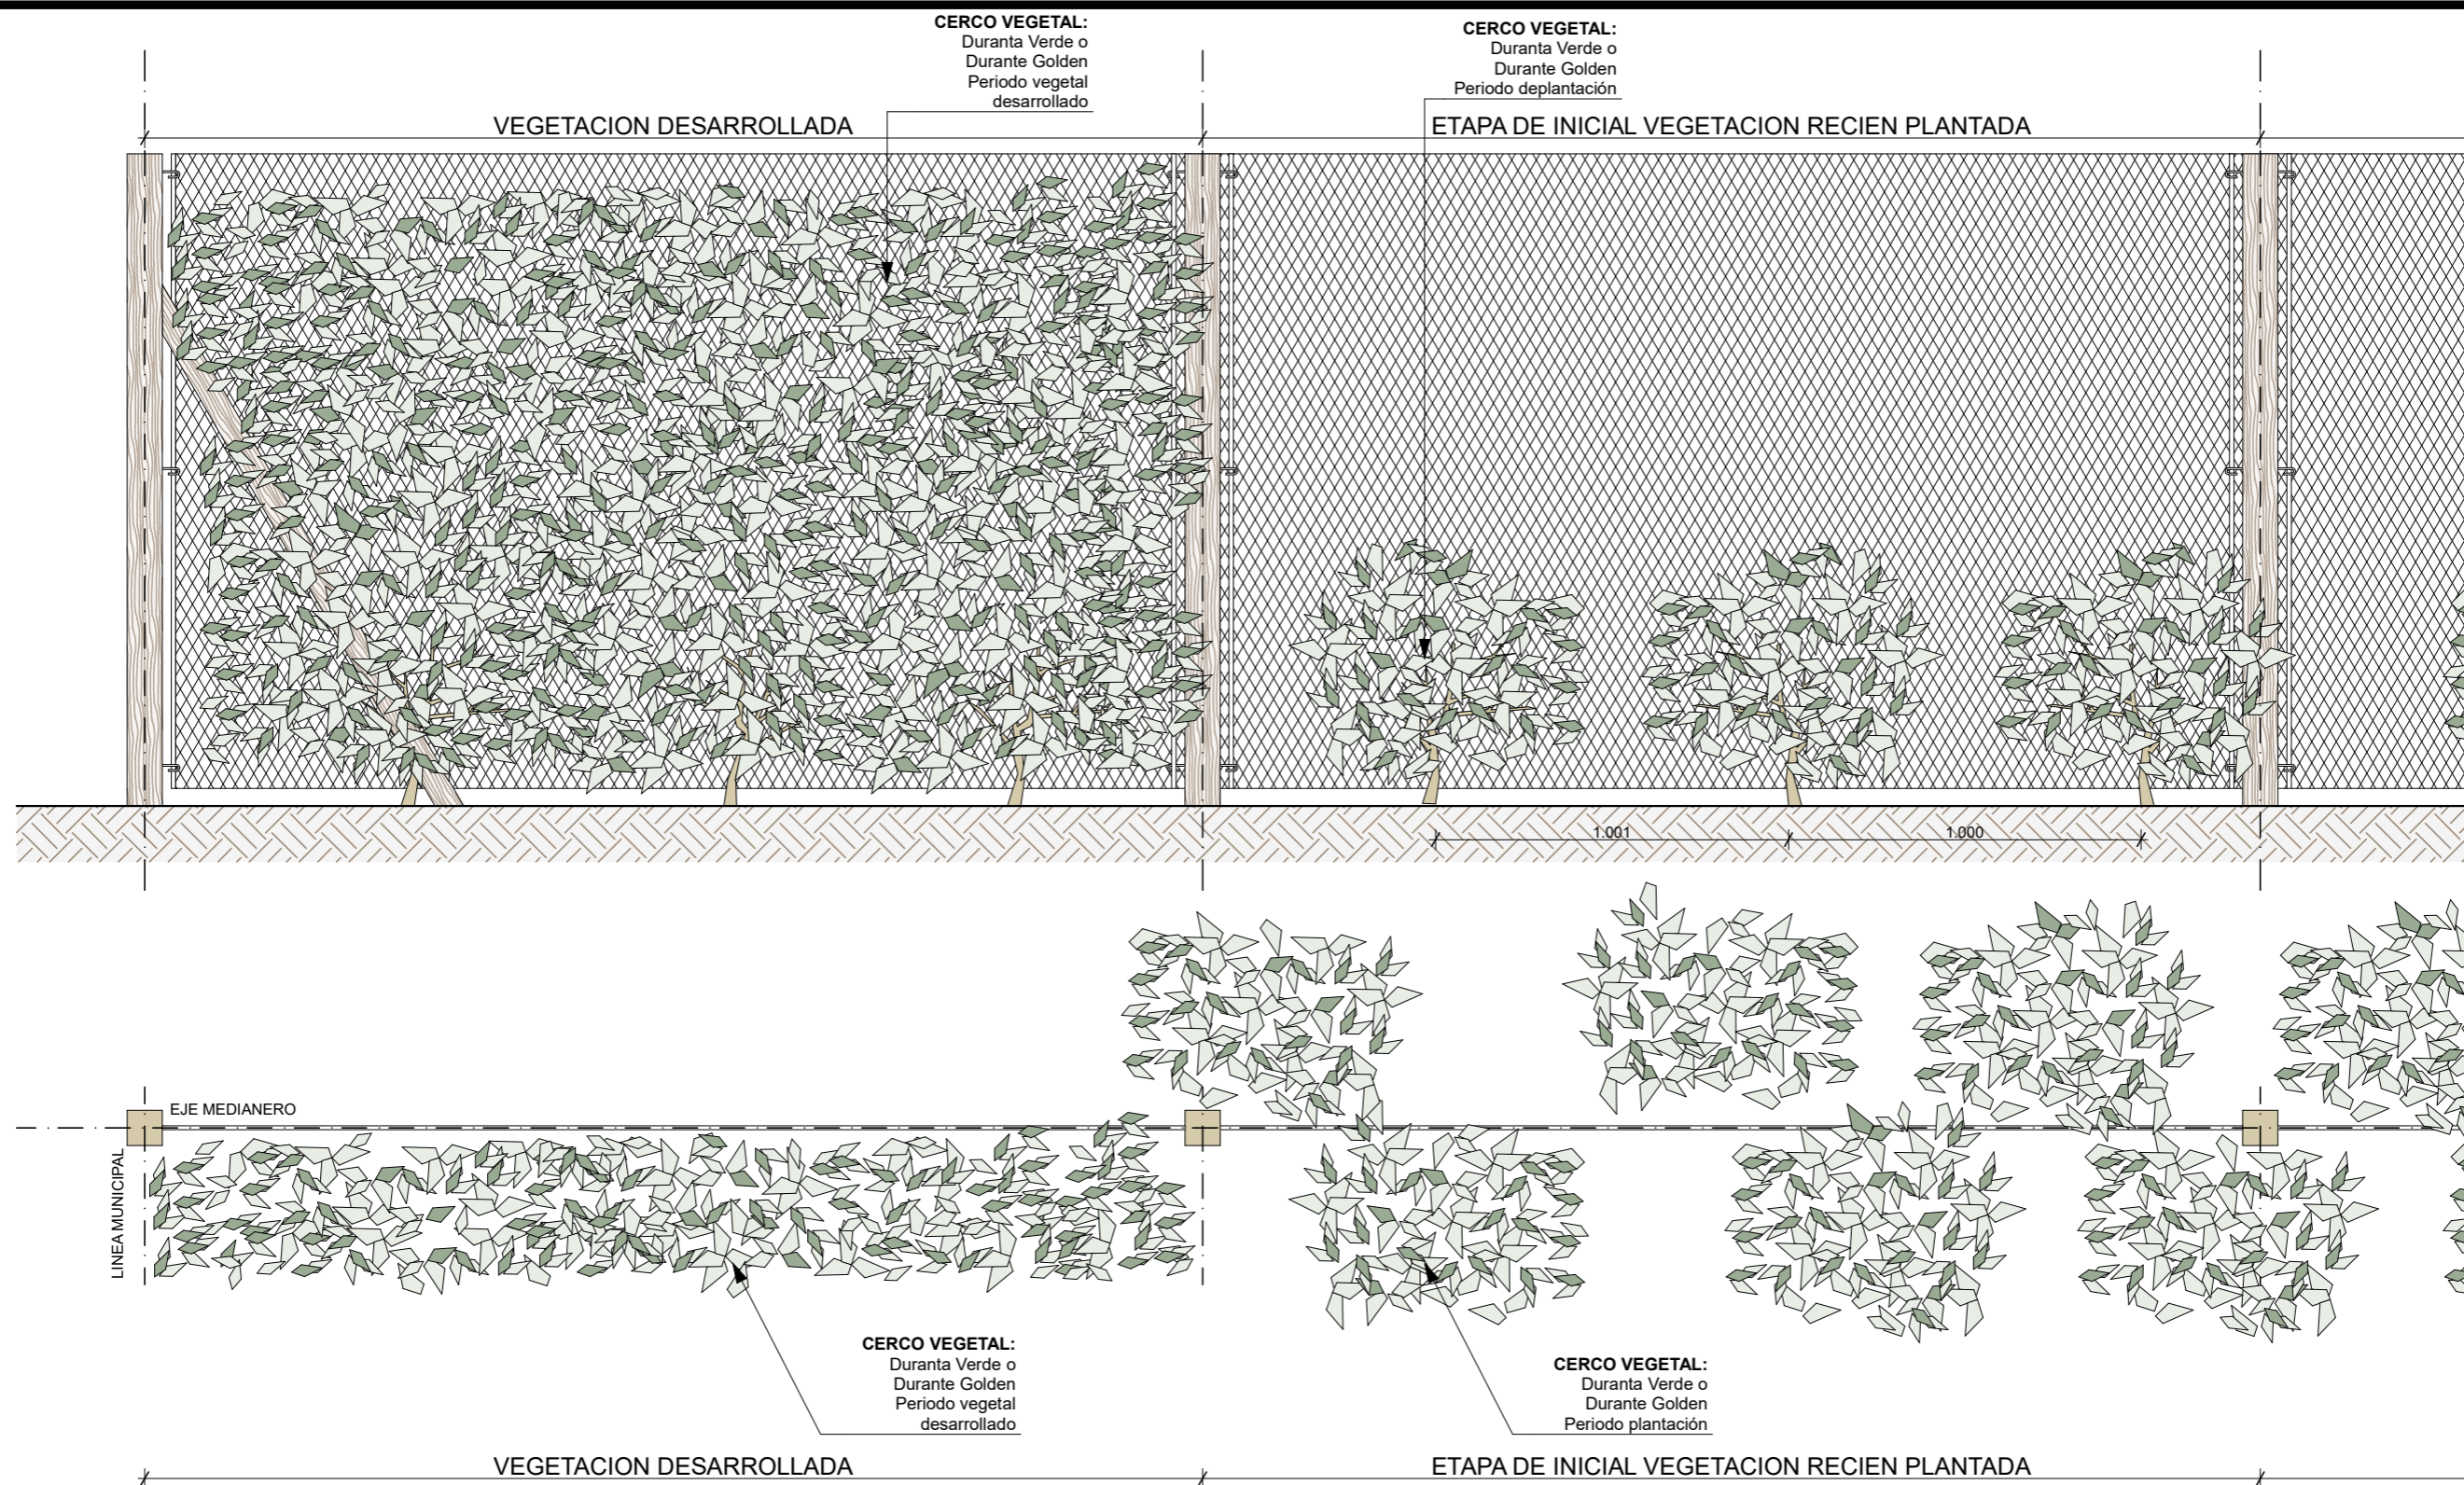 CERCO VEGETAL:
Duranta Verde o
Durante Golden
Periodo vegetal
desarrollado
CERCO VEGETAL:
Duranta Verde o
Durante Golden
Periodo deplantación
VEGETACION DESARROLLADA
ETAPA DE INICIAL VEGETACION RECIEN PLANTADA
1.001
1.000
EJE MEDIANERO
LINEA MUNICIPAL
CERCO VEGETAL:
Duranta Verde o
Durante Golden
Periodo vegetal
desarrollado
CERCO VEGETAL:
Duranta Verde o
Durante Golden
Periodo plantación
VEGETACION DESARROLLADA
ETAPA DE INICIAL VEGETACION RECIEN PLANTADA